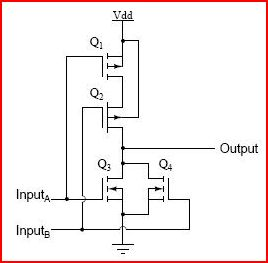 Vdd
Q1
Q2
Output
Q3 Q4
InputA
InputB